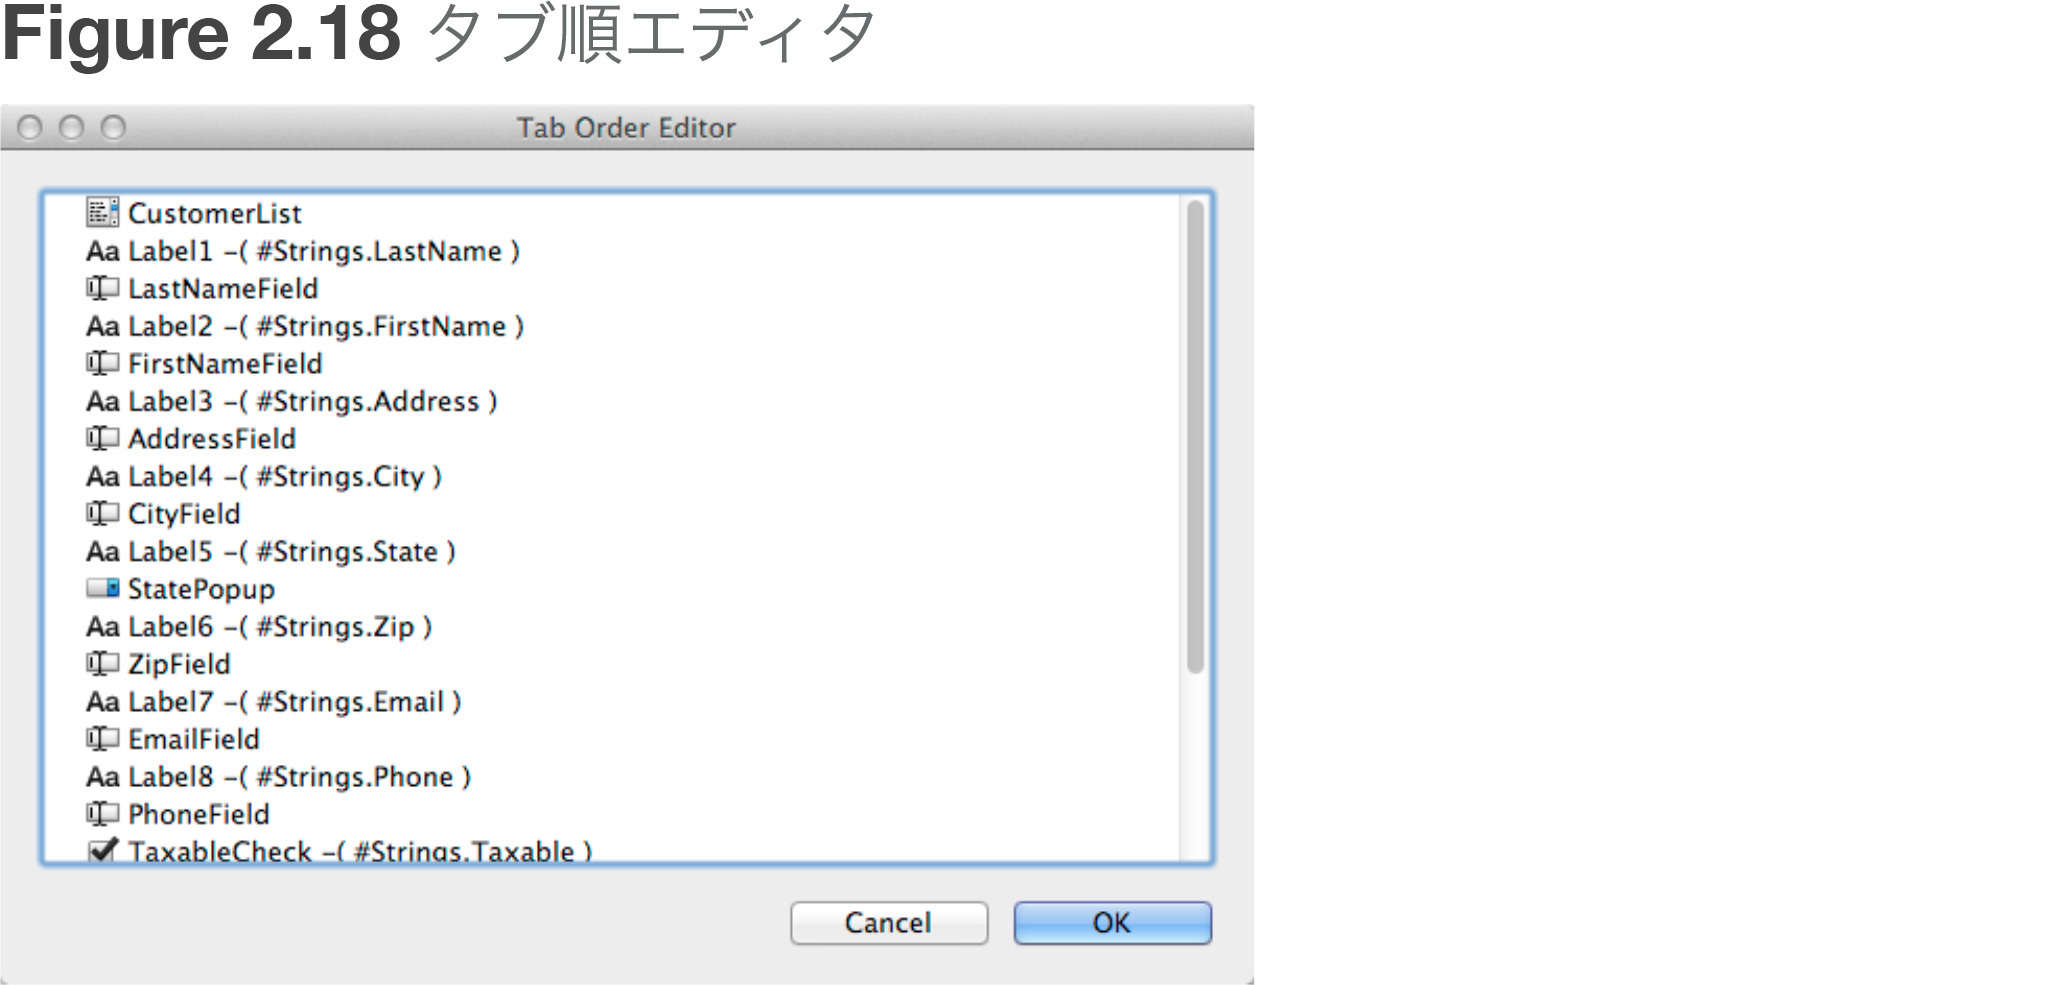 Figure 2.18 タブ順エディタ
Tab Order Editor
CustomerList
Aa Label1 -( #Strings.LastName )
LastNameField
Aa Label2 -( #Strings.FirstName )
FirstNameField
Aa Label3 -( #Strings.Address )
AddressField
Aa Label4 -( #Strings.City )
CityField
Aa Label5 -( #Strings.State )
StatePopup
Aa Label6 -( #Strings.Zip )
ZipField
Aa Label7 -( #Strings.Email )
EmailField
Aa Label8 -( #Strings.Phone )
PhoneField
TaxableCheck -( #Strings.Taxable )
Cancel OK